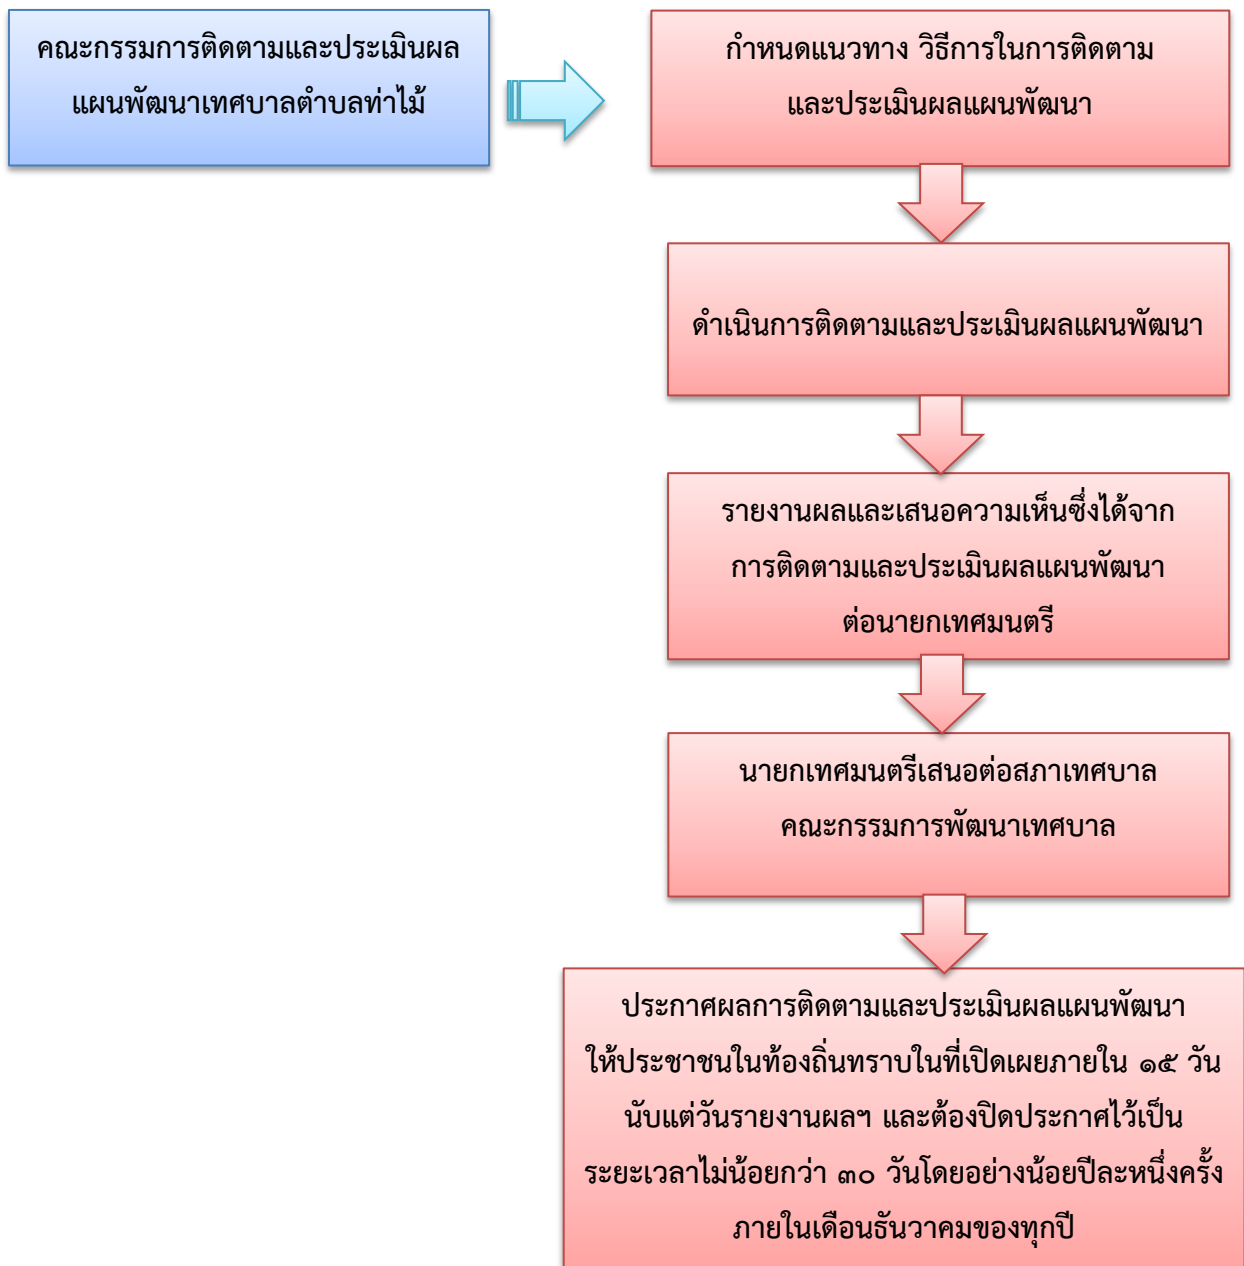 คณะกรรมการติดตามและประเมินผล
แผนพัฒนาเทศบาลตำบลท่าไม้
กำหนดแนวทาง วิธีการในการติดตาม
และประเมินผลแผนพัฒนา
ดำเนินการติดตามและประเมินผลแผนพัฒนา
รายงานผลและเสนอความเห็นซึ่งได้จาก
การติดตามและประเมินผลแผนพัฒนา
ต่อนายกเทศมนตรี
นายกเทศมนตรีเสนอต่อสภาเทศบาล
คณะกรรมการพัฒนาเทศบาล
ประกาศผลการติดตามและประเมินผลแผนพัฒนา
ให้ประชาชนในท้องถิ่นทราบในที่เปิดเผยภายใน ๑๕ วัน
นับแต่วันรายงานผลฯ และต้องปิดประกาศไว้เป็น
ระยะเวลาไม่น้อยกว่า ๓๐ วันโดยอย่างน้อยปีละหนึ่งครั้ง
ภายในเดือนธันวาคมของทุกปี